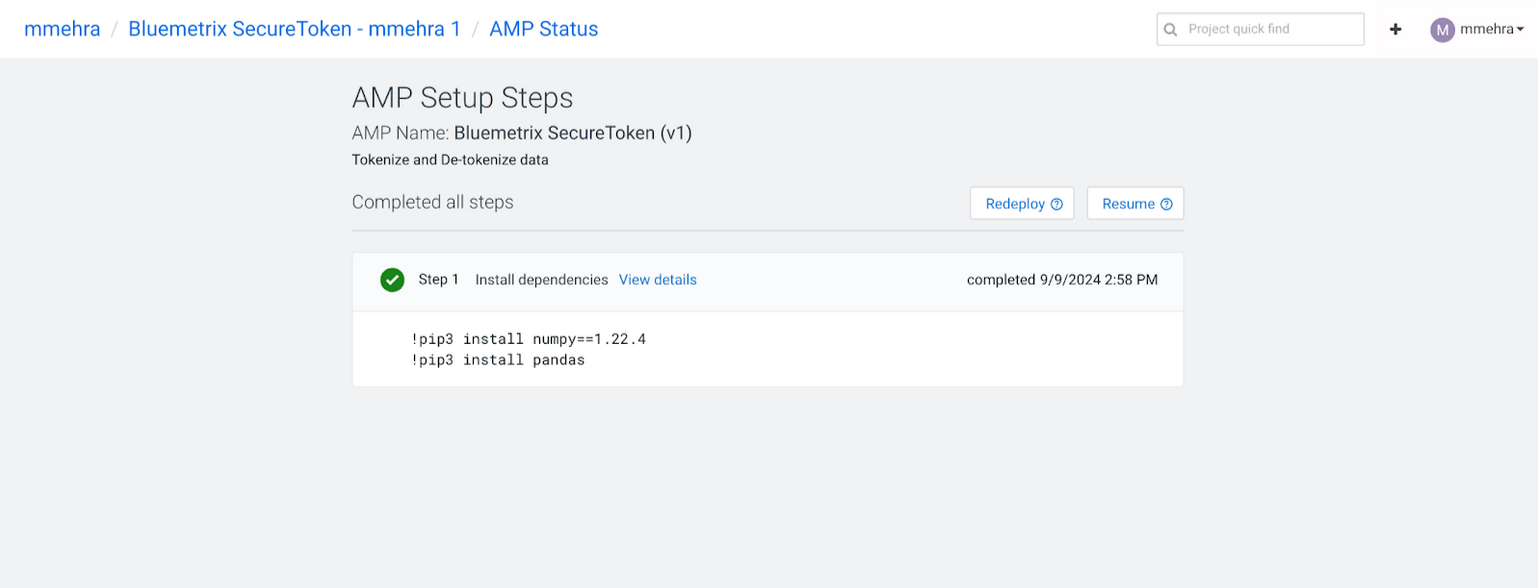 mmehra / Bluemetrix SecureToken - mmehra 1 / AMP Status
Project quick find
M mmehra
AMP Setup Steps
AMP Name: Bluemetrix SecureToken (v1)
Tokenize and De-tokenize data
Completed all steps
Redeploy
Resume
Step 1 Install dependencies View details completed 9/9/2024 2:58 PM
!pip3 install numpy==1.22.4
!pip3 install pandas